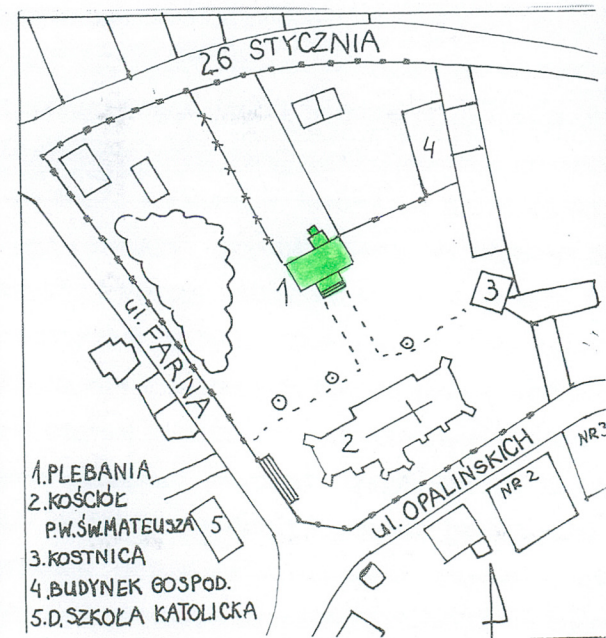 26 STYCZNIA
4
1
3
ul. FARNA
2
ul. OPALIŃSKICH
NR 2
NR 3
5
1. PLEBANIA
2. KOŚCIÓŁ
P.W. ŚW. MATEUSZA
3. KOSTNICA
4. BUDYNEK GOSPOD.
5. D. SZKOŁA KATOLICKA